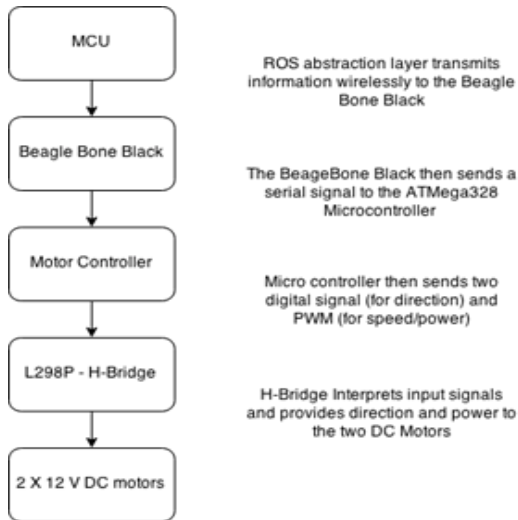 MCU
ROS abstraction layer transmits
information wirelessly to the Beagle
Bone Black
Beagle Bone Black
The BeageBone Black then sends a
serial signal to the ATMega328
Microcontroller
Motor Controller
Micro controller then sends two
digital signal (for direction) and
PWM (for speed/power)
L298P - H-Bridge
H-Bridge Interprets input signals
and provides direction and power to
the two DC Motors
2 X 12 V DC motors